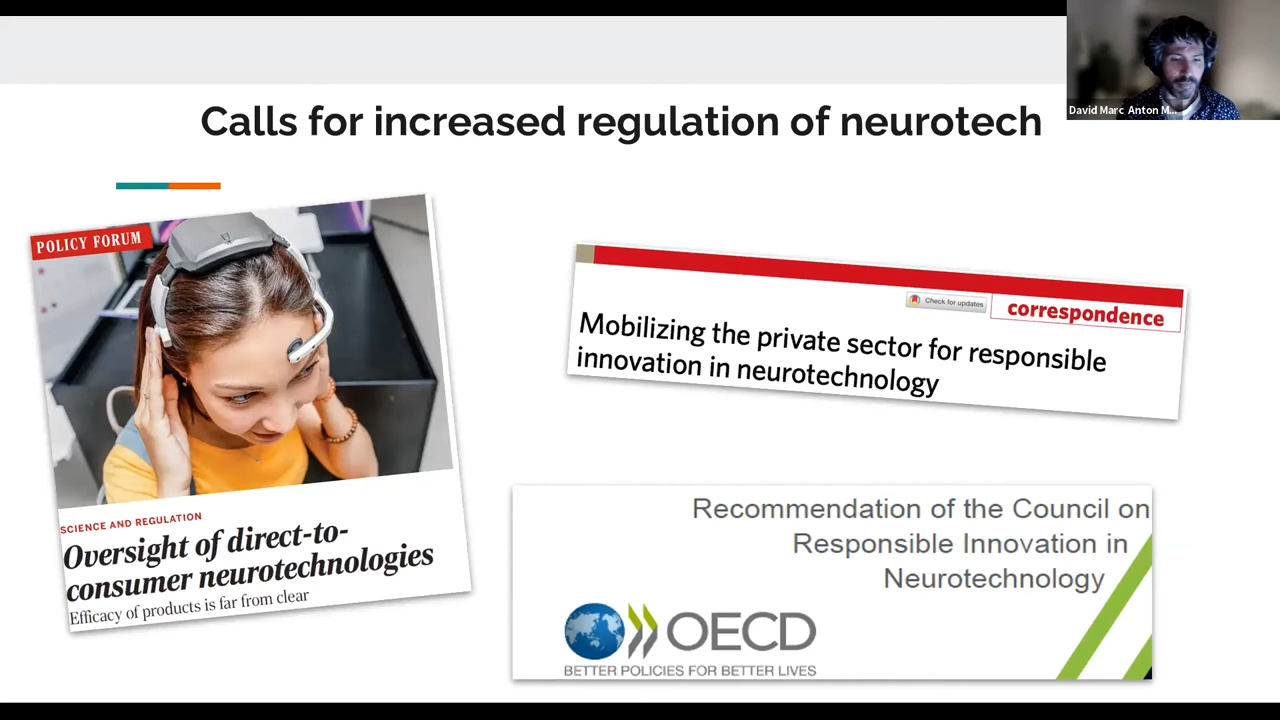 David Marc Anton M...
Calls for increased regulation of neurotech
POLICY FORUM
SCIENCE AND REGULATION
Oversight of direct-to-
consumer neurotechnologies
Efficacy of products is far from clear
Check for updates
correspondence
Mobilizing the private sector for responsible
innovation in neurotechnology
Recommendation of the Council on
Responsible Innovation in
Neurotechnology
OECD
BETTER POLICIES FOR BETTER LIVES